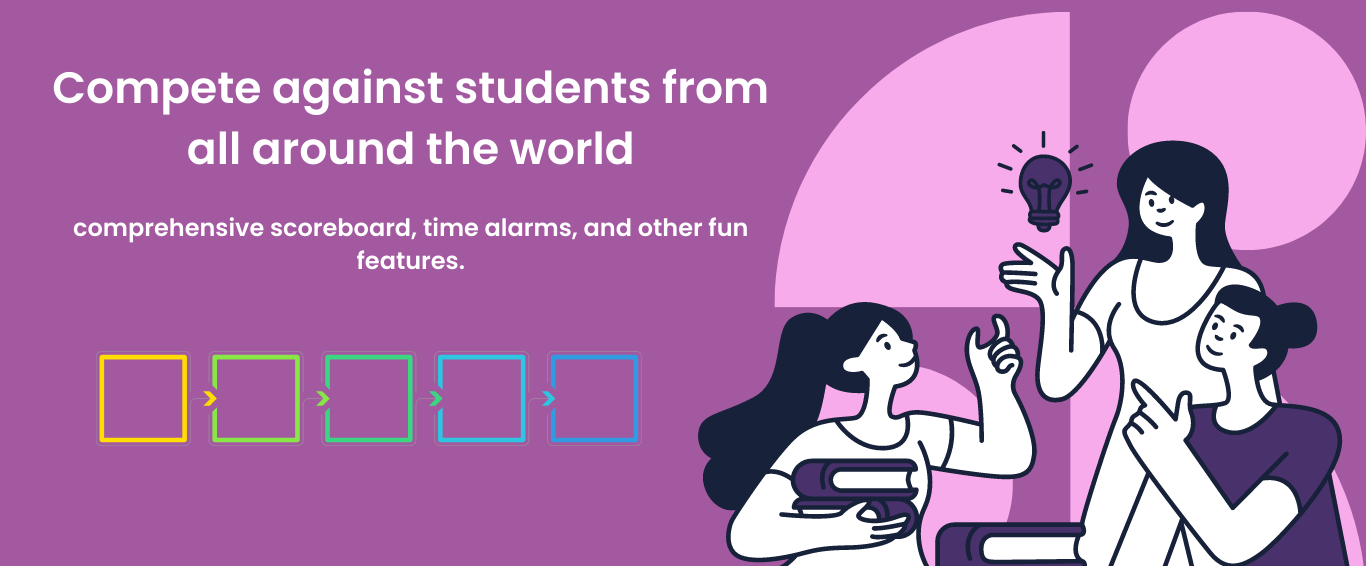 Compete against students from
all around the world
comprehensive scoreboard, time alarms, and other fun
features.